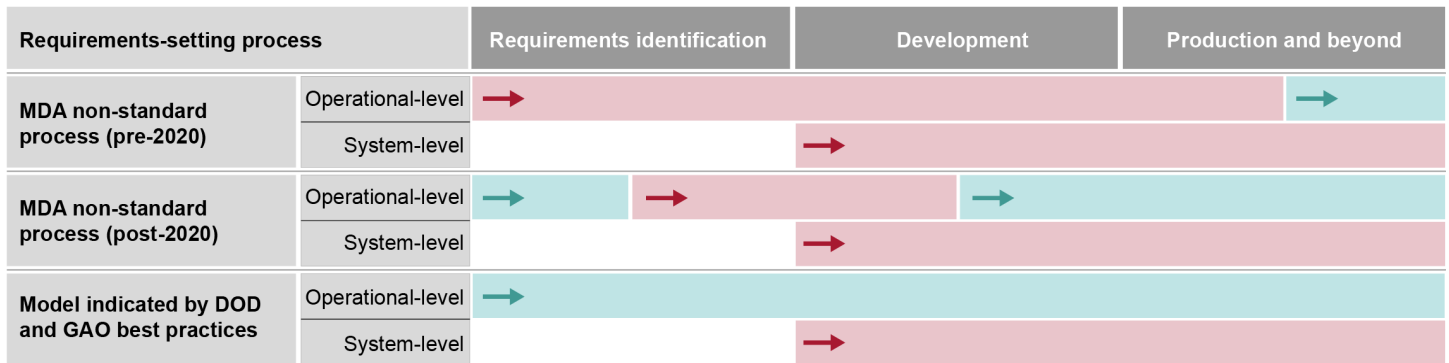 Requirements-setting process
Requirements identification
Development
Production and beyond
MDA non-standard
process (pre-2020)
Operational-level
System-level
MDA non-standard
process (post-2020)
Operational-level
System-level
Model indicated by DOD
and GAO best practices
Operational-level
System-level